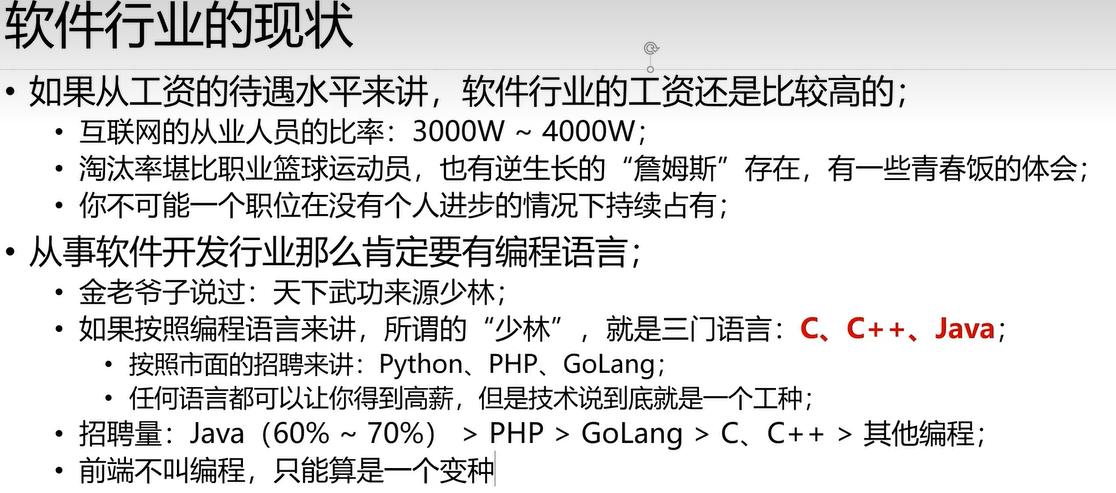 软件行业的现状
• 如果从工资的待遇水平来讲，软件行业的工资还是比较高的；
• 互联网的从业人员的比率：3000W ~ 4000W；
• 淘汰率堪比职业篮球运动员，也有逆生长的“詹姆斯”存在，有一些青春饭的体会；
• 你不可能一个职位在没有个人进步的情况下持续占有；
• 从事软件开发行业那么肯定要有编程语言；
• 金老爷子说过：天下武功来源少林；
• 如果按照编程语言来讲，所谓的“少林”，就是三门语言：C、C++、Java；
• 按照市面的招聘来讲：Python、PHP、GoLang；
• 任何语言都可以让你得到高薪，但是技术说到底就是一个工种；
• 招聘量：Java（60% ~ 70%） > PHP > GoLang > C、C++ > 其他编程；
• 前端不叫编程，只能算是一个变种